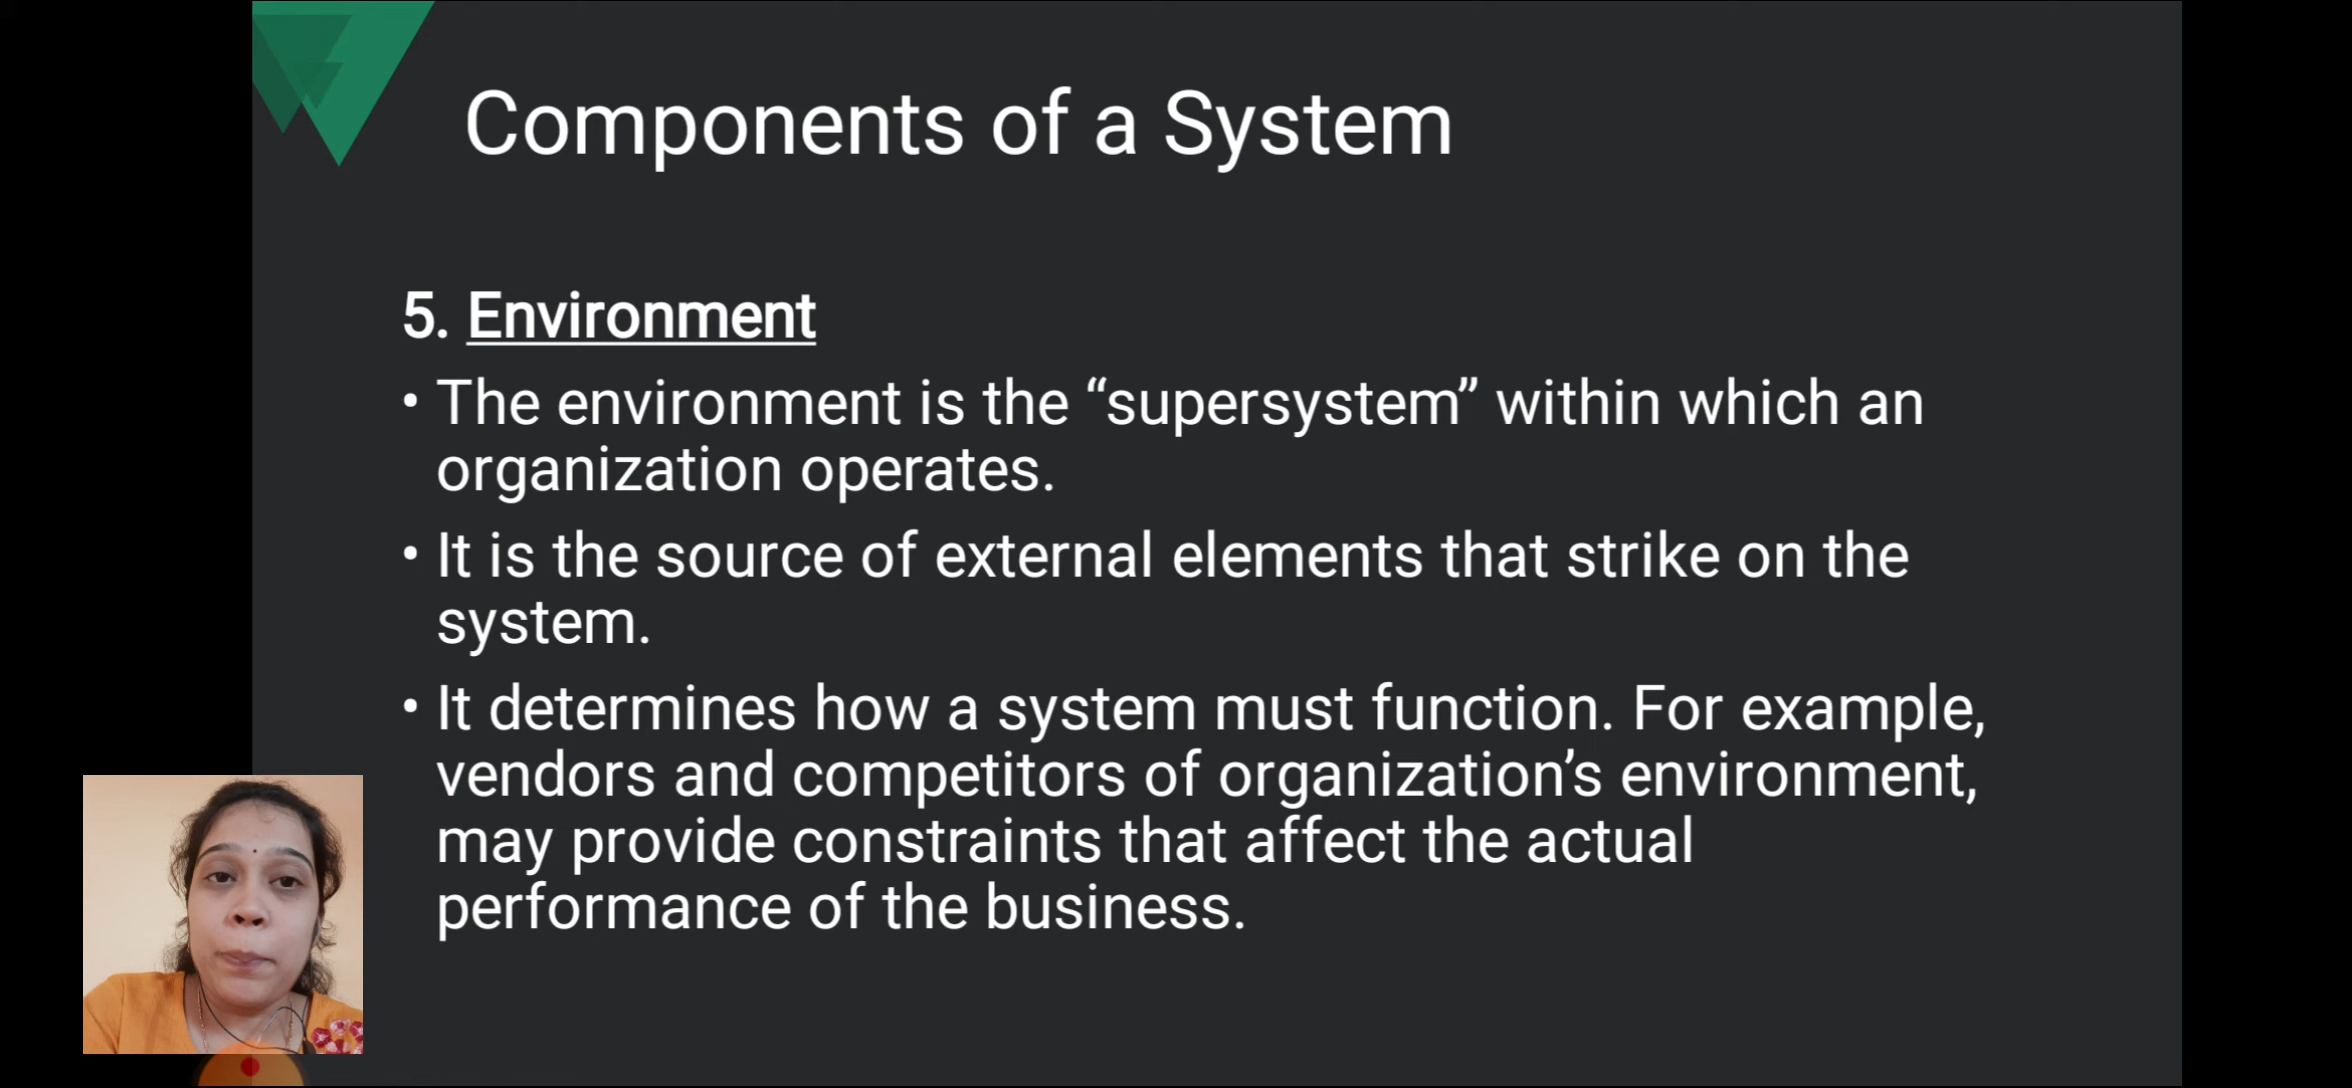 Components of a System
5. Environment
• The environment is the “supersystem” within which an
organization operates.
• It is the source of external elements that strike on the
system.
• It determines how a system must function. For example,
vendors and competitors of organization’s environment,
may provide constraints that affect the actual
performance of the business.